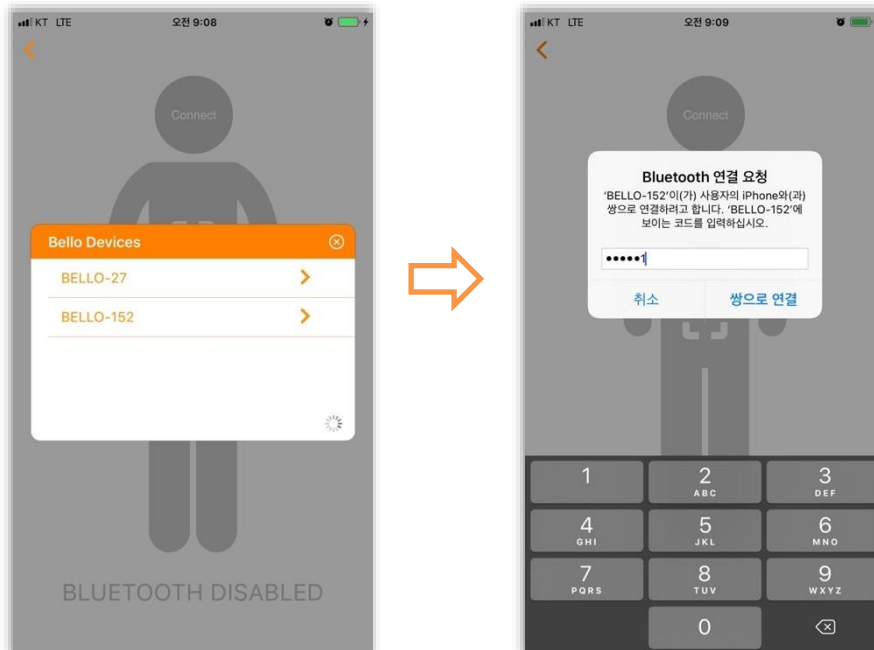 KT LTE
오전 9:08
Connect
Bello Devices
BELLO-27
BELLO-152
BLUETOOTH DISABLED
KT LTE
오전 9:09
Connect
Bluetooth 연결 요청
‘BELLO-152’이(가) 사용자의 iPhone와(과)
쌍으로 연결하려고 합니다. ‘BELLO-152’에
보이는 코드를 입력하십시오.
•••••1
취소
쌍으로 연결
1
2
ABC
3
DEF
4
GHI
5
JKL
6
MNO
7
PQRS
8
TUV
9
WXYZ
0